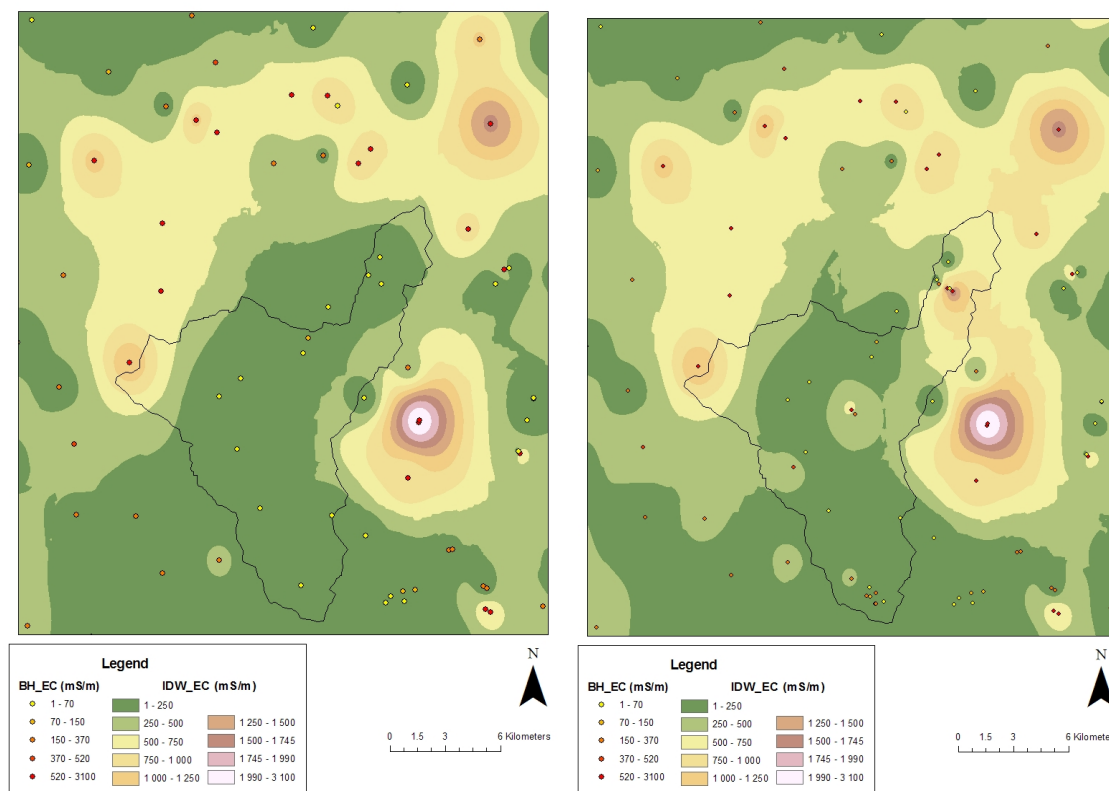 Legend
BH_EC (mS/m) IDW_EC (mS/m)
1 - 70 1 - 250
70 - 150 250 - 500 1 250 - 1 500
150 - 370 500 - 750 1 500 - 1 745
370 - 520 750 - 1 000 1 745 - 1 990
520 - 3100 1 000 - 1 250 1 990 - 3 100
N
0 1.5 3 6 Kilometers
Legend
BH_EC (mS/m) IDW_EC (mS/m)
1 - 70 1 - 250
70 - 150 250 - 500 1 250 - 1 500
150 - 370 500 - 750 1 500 - 1 745
370 - 520 750 - 1 000 1 745 - 1 990
520 - 3100 1 000 - 1 250 1 990 - 3 100
N
0 1.5 3 6 Kilometers